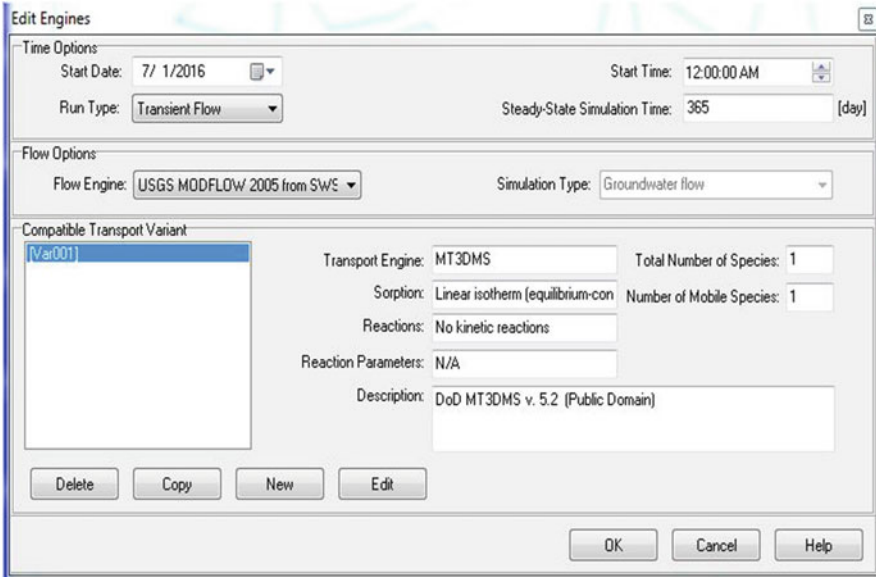 Edit Engines
Time Options
Start Date: 7/ 1/2016 Start Time: 12:00:00 AM
Run Type: Transient Flow Steady-State Simulation Time: 365 [day]
Flow Options
Flow Engine: USGS MODFLOW 2005 from SWS Simulation Type: Groundwater flow
Compatible Transport Variant
[Var001]
Transport Engine: MT3DMS Total Number of Species: 1
Sorption: Linear isotherm (equilibrium-con Number of Mobile Species: 1
Reactions: No kinetic reactions
Reaction Parameters: N/A
Description: DoD MT3DMS v. 5.2 (Public Domain)
Delete Copy New Edit
OK Cancel Help